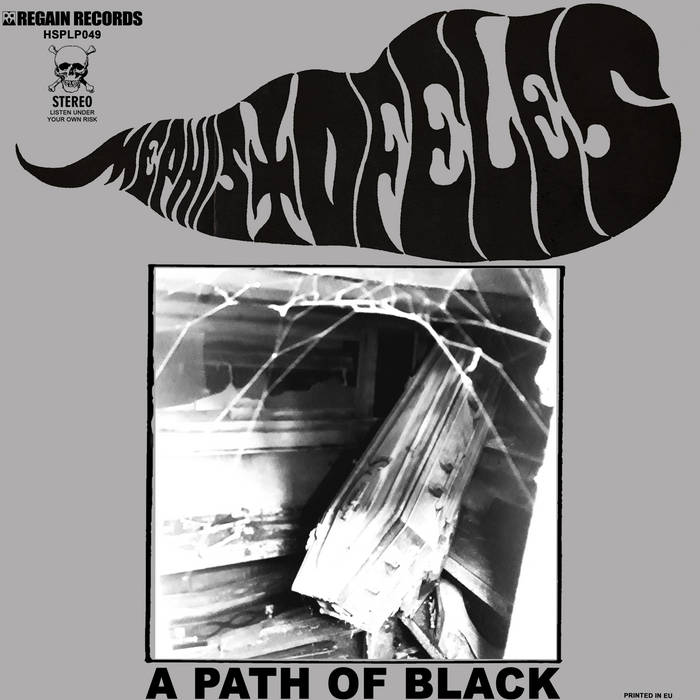 REGAIN RECORDS
HSPLP049
STEREO
LISTEN UNDER
YOUR OWN RISK
MEPHISTOFELES
A PATH OF BLACK
PRINTED IN EU